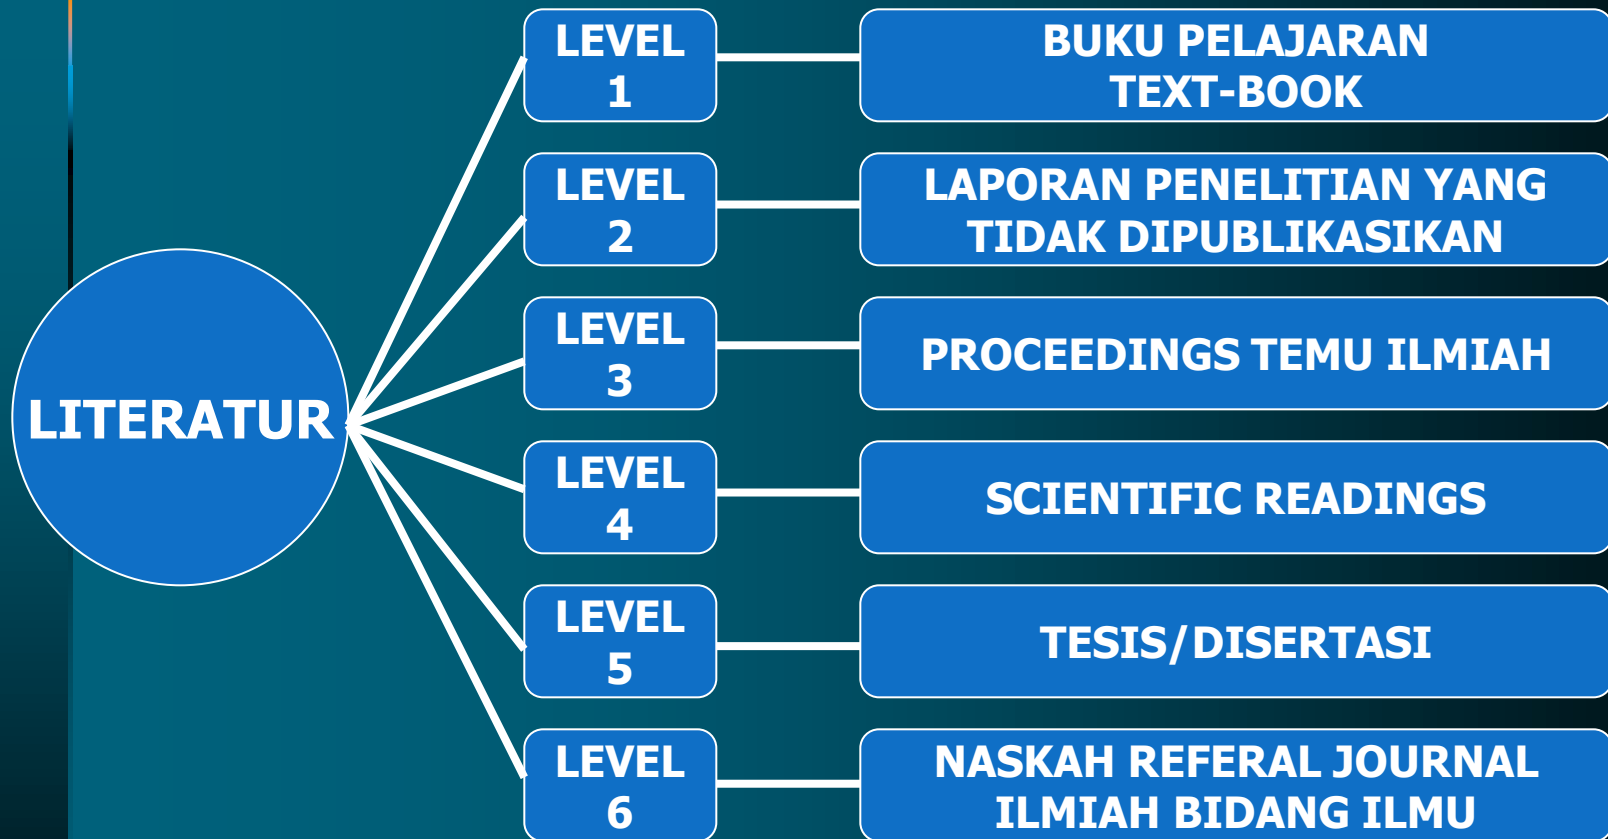 LITERATUR
LEVEL
1
BUKU PELAJARAN
TEXT-BOOK
LEVEL
2
LAPORAN PENELITIAN YANG
TIDAK DIPUBLIKASIKAN
LEVEL
3
PROCEEDINGS TEMU ILMIAH
LEVEL
4
SCIENTIFIC READINGS
LEVEL
5
TESIS/DISERTASI
LEVEL
6
NASKAH REFERAL JOURNAL
ILMIAH BIDANG ILMU